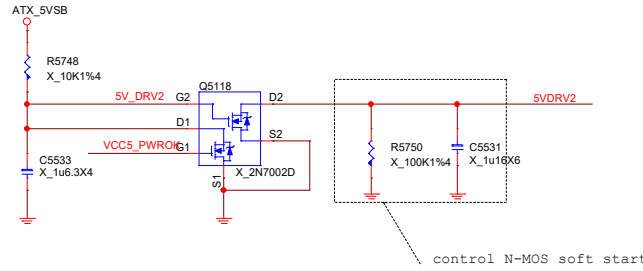 ATX_5VSB
R5748
X_10K1%4
5V_DRV2
G2
Q5118
D2
5VDRV2
D1
S2
VCC5_PWROK
G1
R5750
X_100K1%4
C5531
X_1u16X6
C5533
X_1u6.3X4
S1
X_2N7002D
control N-MOS soft start